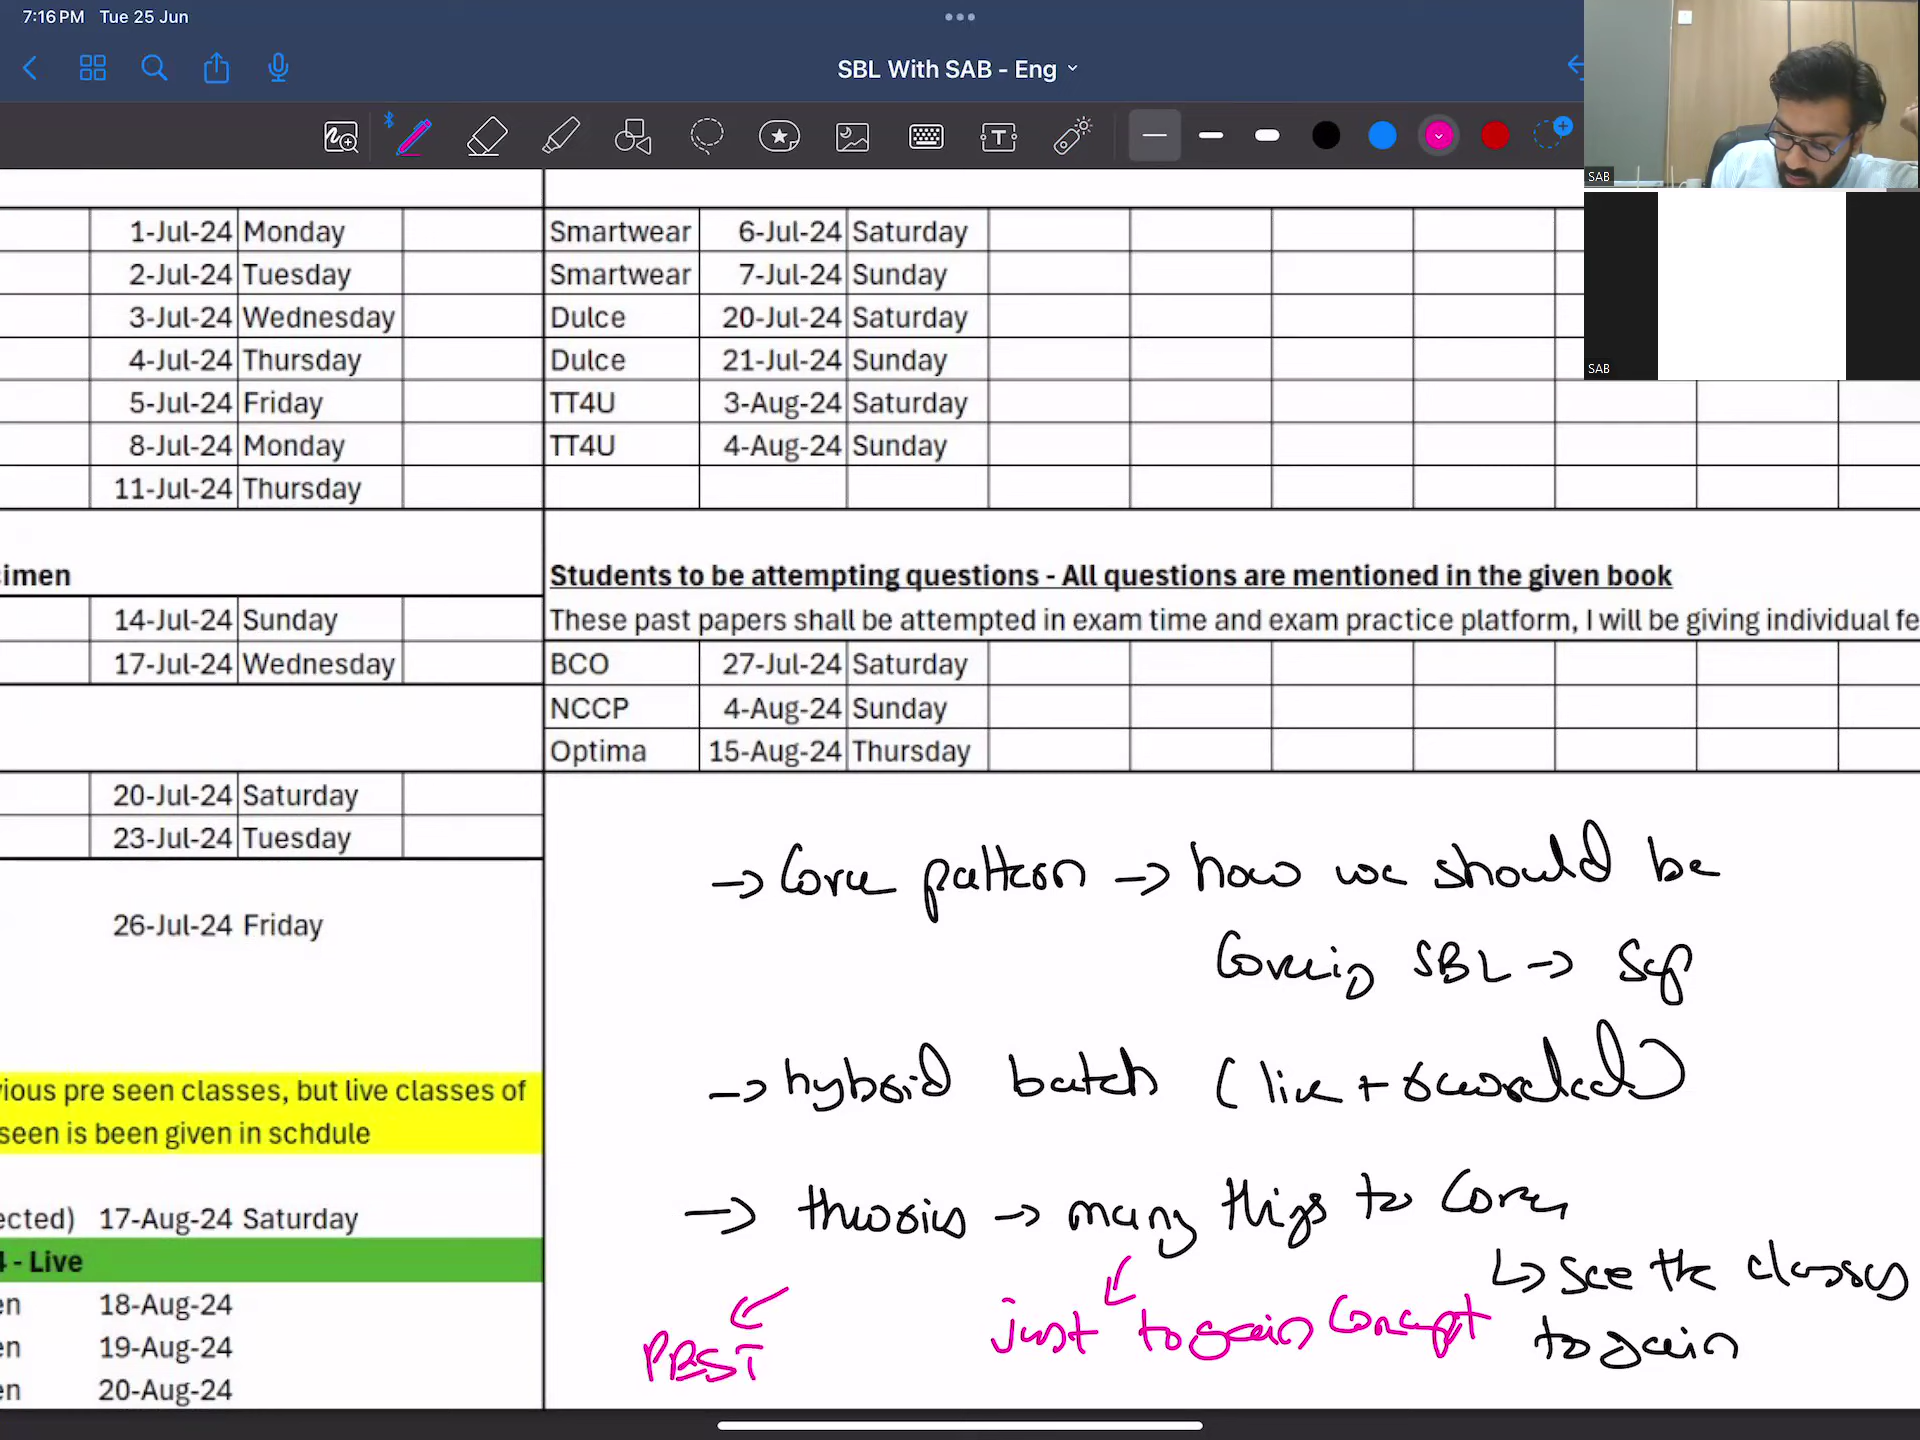 7:16 PM Tue 25 Jun
SBL With SAB - Eng
SAB
SAB
1-Jul-24 Monday Smartwear 6-Jul-24 Saturday
2-Jul-24 Tuesday Smartwear 7-Jul-24 Sunday
3-Jul-24 Wednesday Dulce 20-Jul-24 Saturday
4-Jul-24 Thursday Dulce 21-Jul-24 Sunday
5-Jul-24 Friday TT4U 3-Aug-24 Saturday
8-Jul-24 Monday TT4U 4-Aug-24 Sunday
11-Jul-24 Thursday
cimen Students to be attempting questions - All questions are mentioned in the given book
14-Jul-24 Sunday These past papers shall be attempted in exam time and exam practice platform, I will be giving individual fe
17-Jul-24 Wednesday BCO 27-Jul-24 Saturday
NCCP 4-Aug-24 Sunday
Optima 15-Aug-24 Thursday
20-Jul-24 Saturday
23-Jul-24 Tuesday
→ Core pattern → how we should be
26-Jul-24 Friday
SBL →
→ hybrid batch (live + recorded)
vious pre seen classes, but live classes of
seen is been given in schdule
→ theories → many things to cover
ected) 17-Aug-24 Saturday
4 - Live
↳ see the classes
en 18-Aug-24
just to gain concept to gain
en 19-Aug-24
PBST
en 20-Aug-24